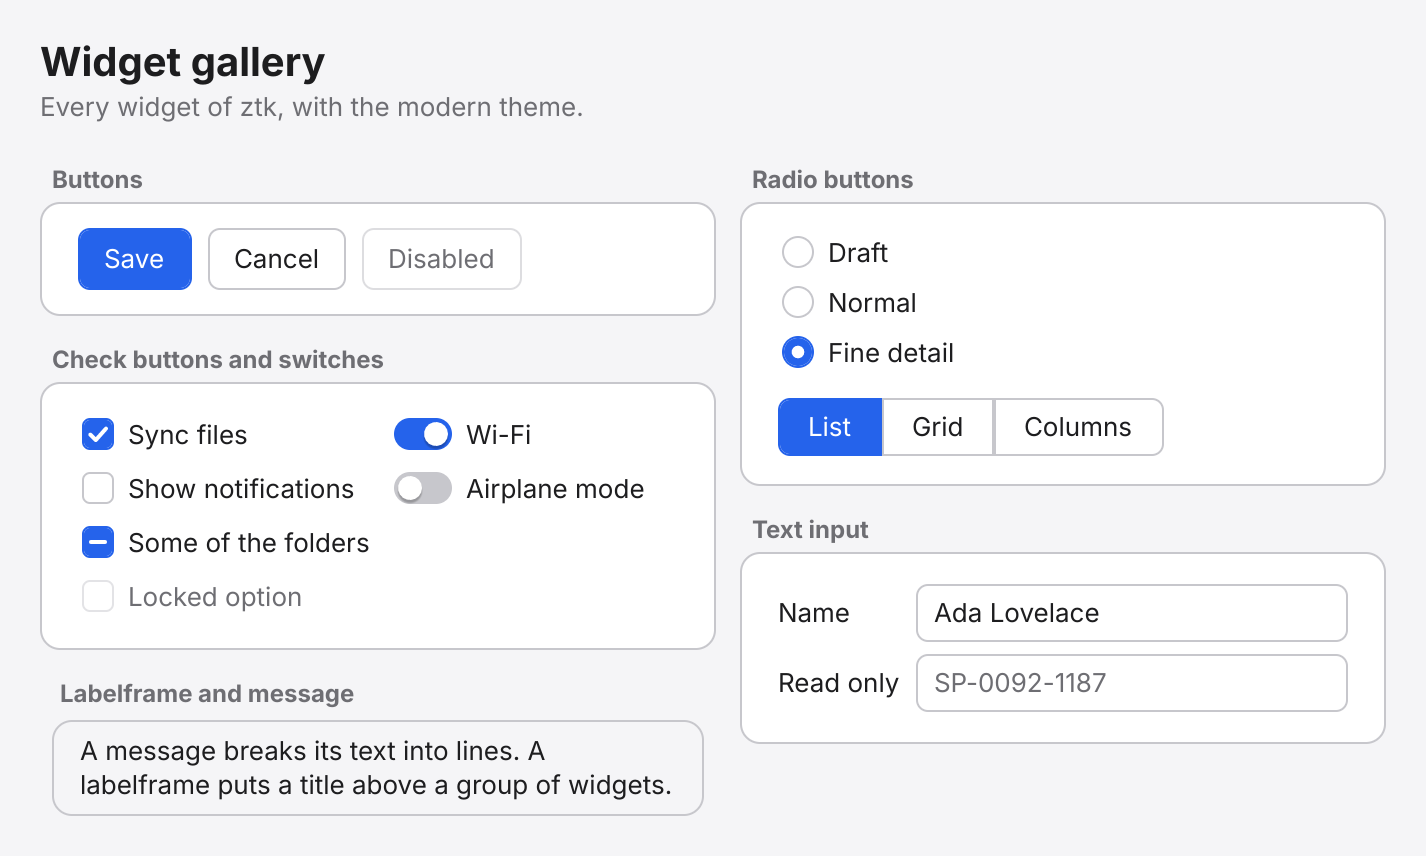 Widget gallery
Every widget of ztk, with the modern theme.
Buttons
Save Cancel Disabled
Check buttons and switches
Sync files Wi-Fi
Show notifications Airplane mode
Some of the folders
Locked option
Labelframe and message
A message breaks its text into lines. A
labelframe puts a title above a group of widgets.
Radio buttons
Draft
Normal
Fine detail
List Grid Columns
Text input
Name Ada Lovelace
Read only SP-0092-1187